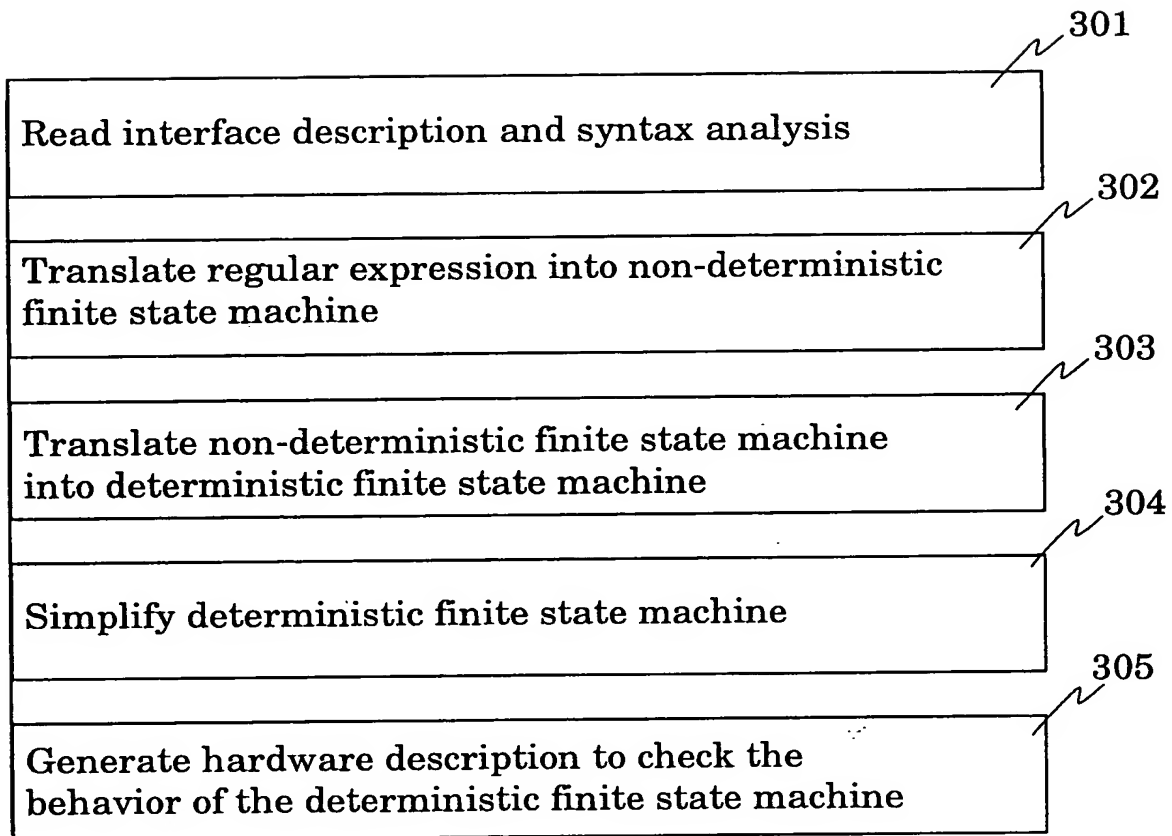 301
Read interface description and syntax analysis
302
Translate regular expression into non-deterministic
finite state machine
303
Translate non-deterministic finite state machine
into deterministic finite state machine
304
Simplify deterministic finite state machine
305
Generate hardware description to check the
behavior of the deterministic finite state machine